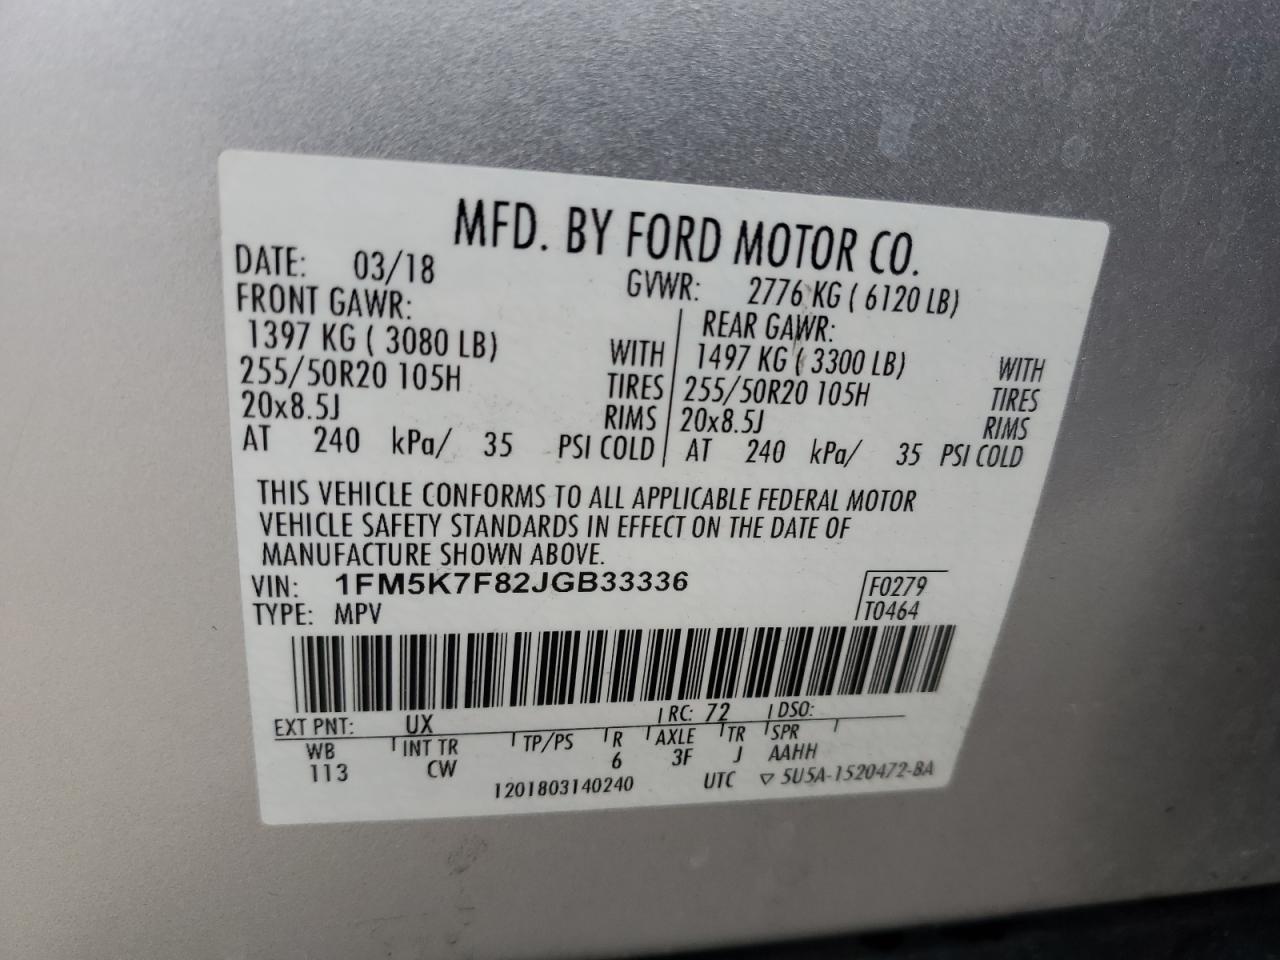 MFD. BY FORD MOTOR CO.
DATE: 03/18 GVWR: 2776 KG ( 6120 LB)
FRONT GAWR: REAR GAWR:
1397 KG ( 3080 LB) WITH 1497 KG ( 3300 LB) WITH
255/50R20 105H TIRES 255/50R20 105H TIRES
20x8.5J RIMS 20x8.5J RIMS
AT 240 kPa/ 35 PSI COLD AT 240 kPa/ 35 PSI COLD
THIS VEHICLE CONFORMS TO ALL APPLICABLE FEDERAL MOTOR
VEHICLE SAFETY STANDARDS IN EFFECT ON THE DATE OF
MANUFACTURE SHOWN ABOVE.
VIN: 1FM5K7F82JGB33336 F0279
TYPE: MPV T0464
EXT PNT: UX RC: 72 DSO:
WB INT TR TP/PS R AXLE TR SPR
113 CW 6 3F J AAHH
1201803140240 UTC ▽ 5U5A-1520472-BA